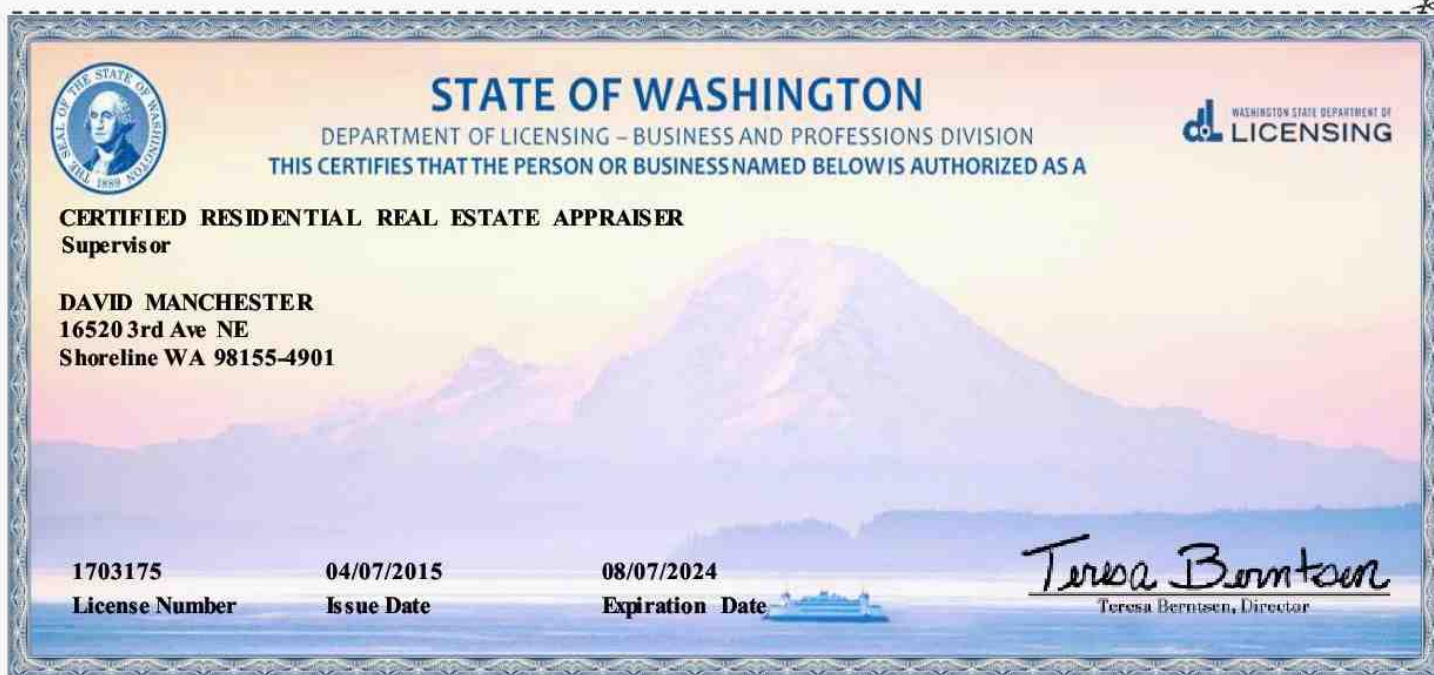 THE SEAL OF THE STATE OF WASHINGTON
1889
STATE OF WASHINGTON
DEPARTMENT OF LICENSING – BUSINESS AND PROFESSIONS DIVISION
THIS CERTIFIES THAT THE PERSON OR BUSINESS NAMED BELOW IS AUTHORIZED AS A
dol WASHINGTON STATE DEPARTMENT OF
LICENSING
CERTIFIED RESIDENTIAL REAL ESTATE APPRAISER
Supervisor
DAVID MANCHESTER
16520 3rd Ave NE
Shoreline WA 98155-4901
1703175 04/07/2015 08/07/2024
License Number Issue Date Expiration Date
Teresa Berntsen
Teresa Berntsen, Director